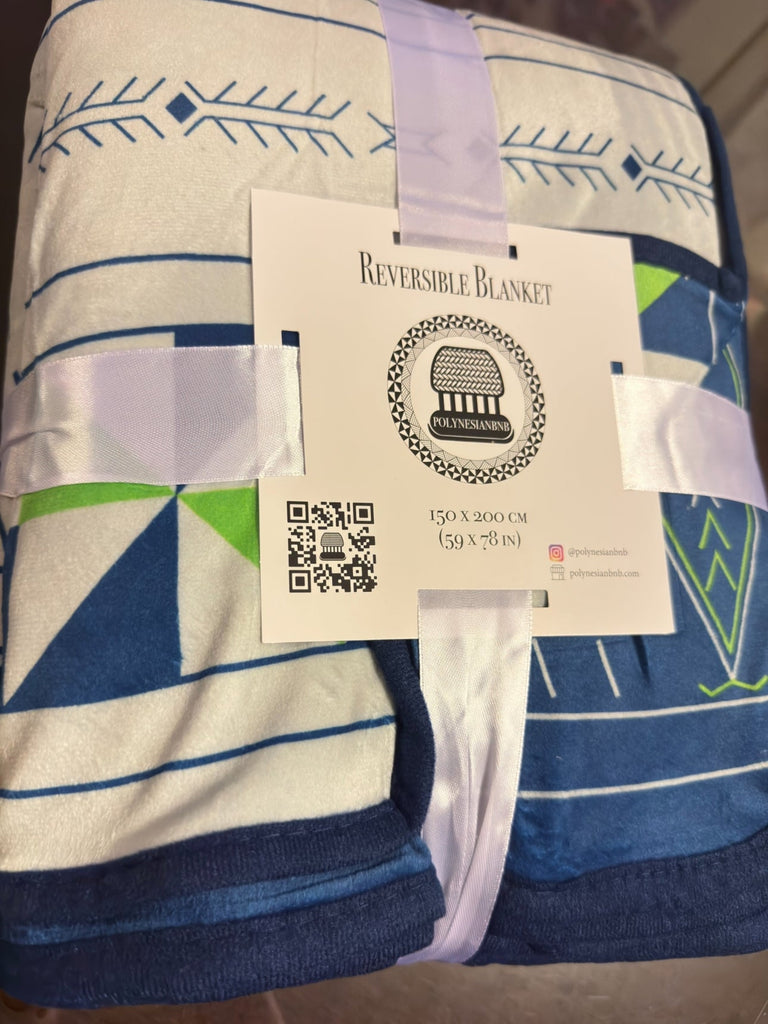 Reversible Blanket
POLYNESIANBNB
150 x 200 cm
(59 x 78 in)
@polynesianbnb
polynesianbnb.com